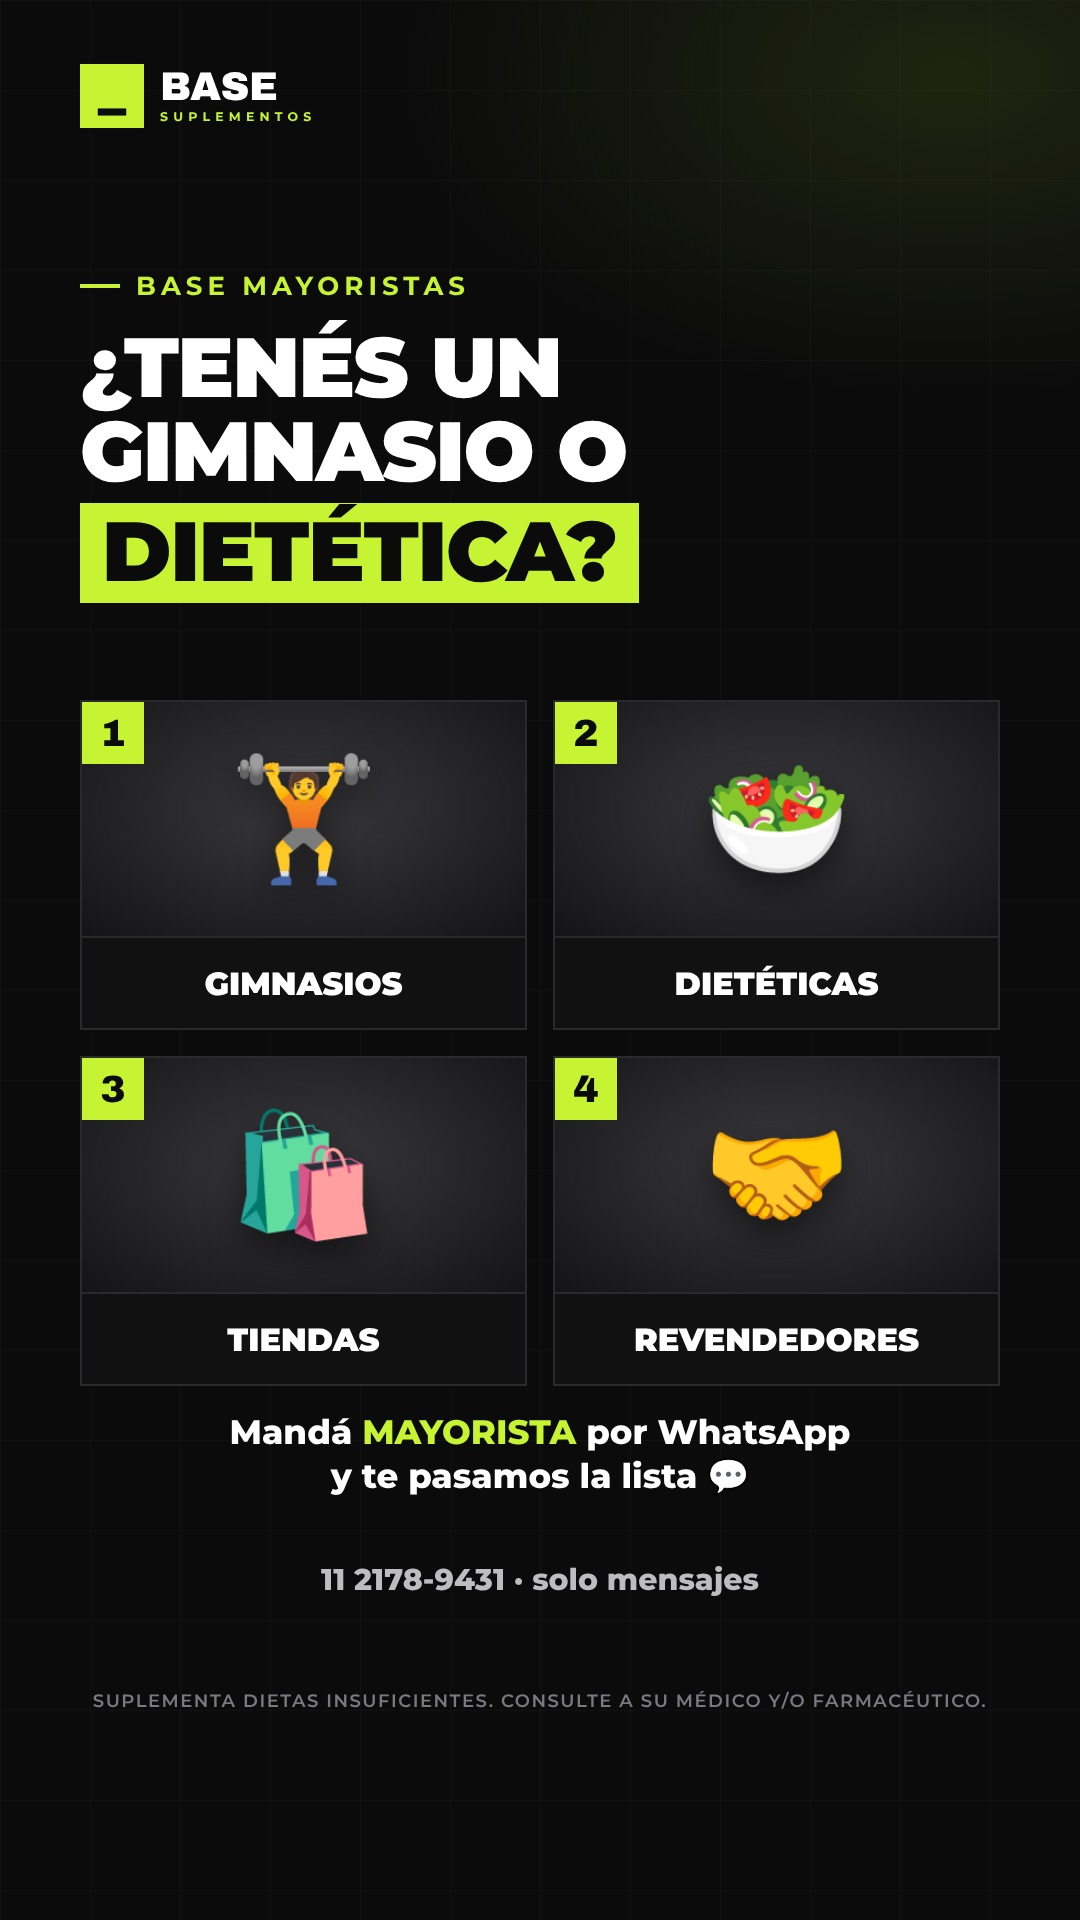 BASE
SUPLEMENTOS
BASE MAYORISTAS
¿TENÉS UN
GIMNASIO O
DIETÉTICA?
1
2
GIMNASIOS
DIETÉTICAS
3
4
TIENDAS
REVENDEDORES
Mandá MAYORISTA por WhatsApp
y te pasamos la lista 💬
11 2178-9431 · solo mensajes
SUPLEMENTA DIETAS INSUFICIENTES. CONSULTE A SU MÉDICO Y/O FARMACÉUTICO.